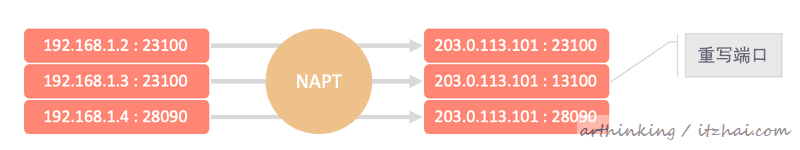 192.168.1.2 : 23100
203.0.113.101 : 23100
重写端口
192.168.1.3 : 23100
NAPT
203.0.113.101 : 13100
192.168.1.4 : 28090
203.0.113.101 : 28090
arthinking / itzhai.com